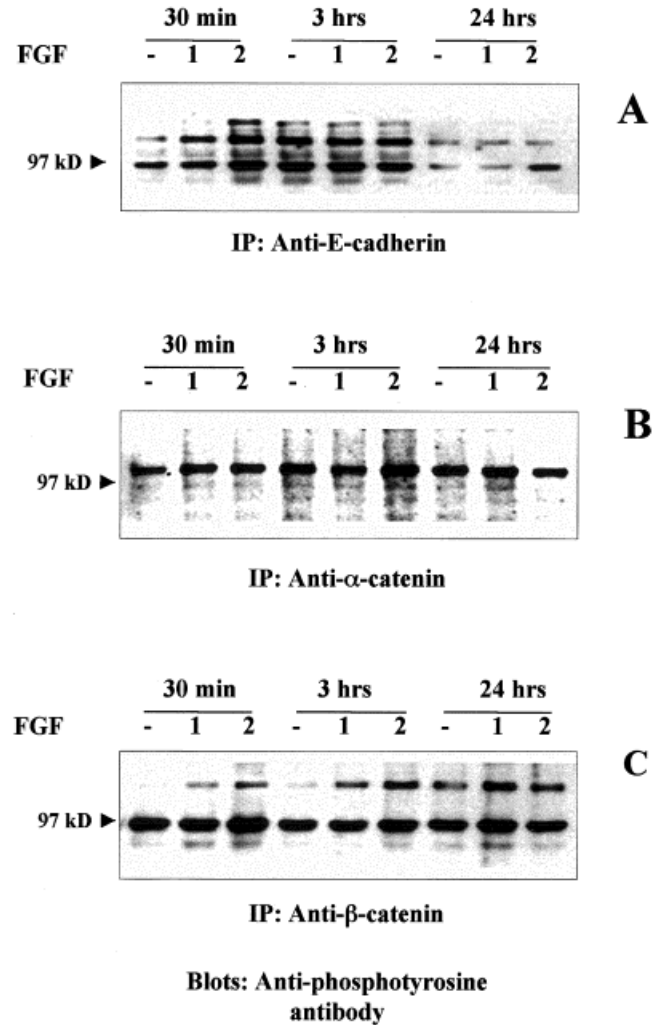 30 min 3 hrs 24 hrs
FGF - 1 2 - 1 2 - 1 2
A
97 kD
IP: Anti-E-cadherin
30 min 3 hrs 24 hrs
FGF - 1 2 - 1 2 - 1 2
B
97 kD
IP: Anti-α-catenin
30 min 3 hrs 24 hrs
FGF - 1 2 - 1 2 - 1 2
C
97 kD
IP: Anti-β-catenin
Blots: Anti-phosphotyrosine
antibody